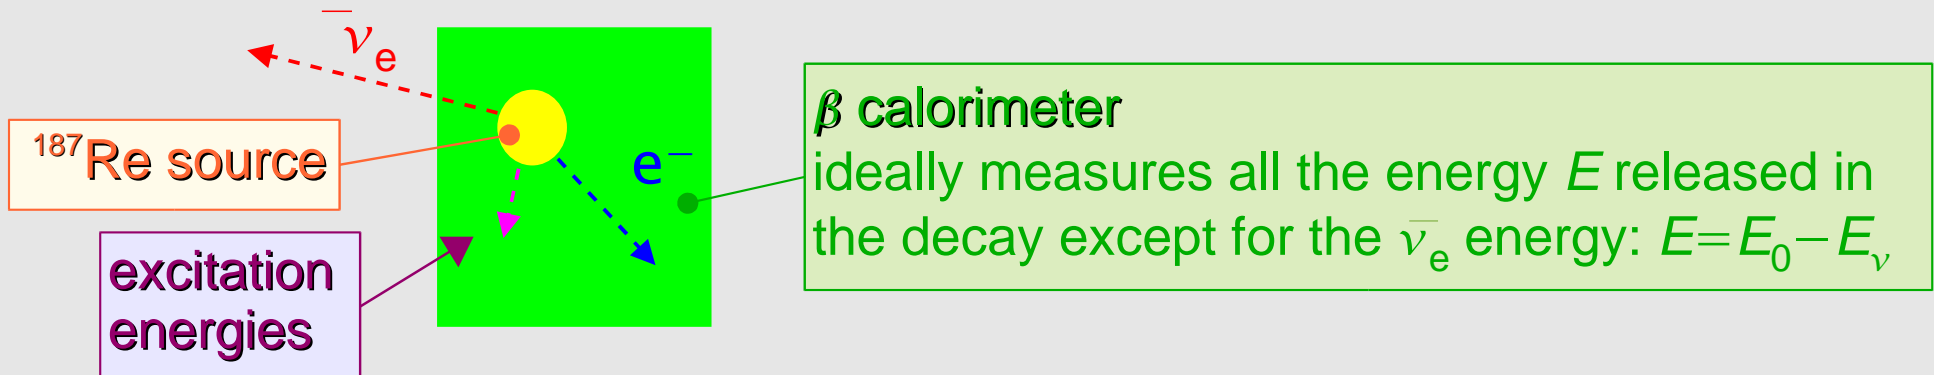 ν̅e
187Re source
e−
excitation
energies
β calorimeter
ideally measures all the energy E released in
the decay except for the ν̅e energy: E=E0−Eν